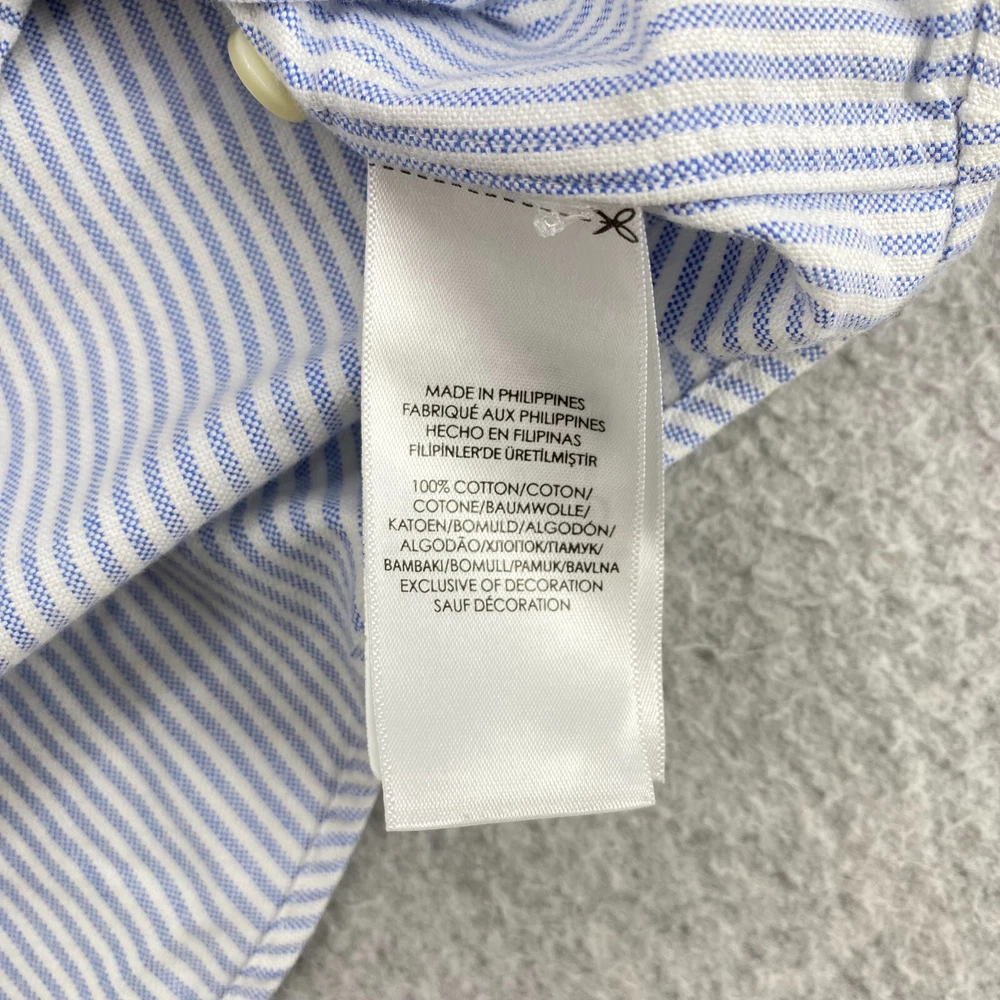 MADE IN PHILIPPINES
FABRIQUÉ AUX PHILIPPINES
HECHO EN FILIPINAS
FİLİPİNLER'DE ÜRETİLMİŞTİR
100% COTTON/COTON/
COTONE/BAUMWOLLE/
KATOEN/BOMULD/ALGODÓN/
ALGODÃO/ХЛОПОК/ПАМУК/
BAMBAKI/BOMULL/PAMUK/BAVLNA
EXCLUSIVE OF DECORATION
SAUF DÉCORATION